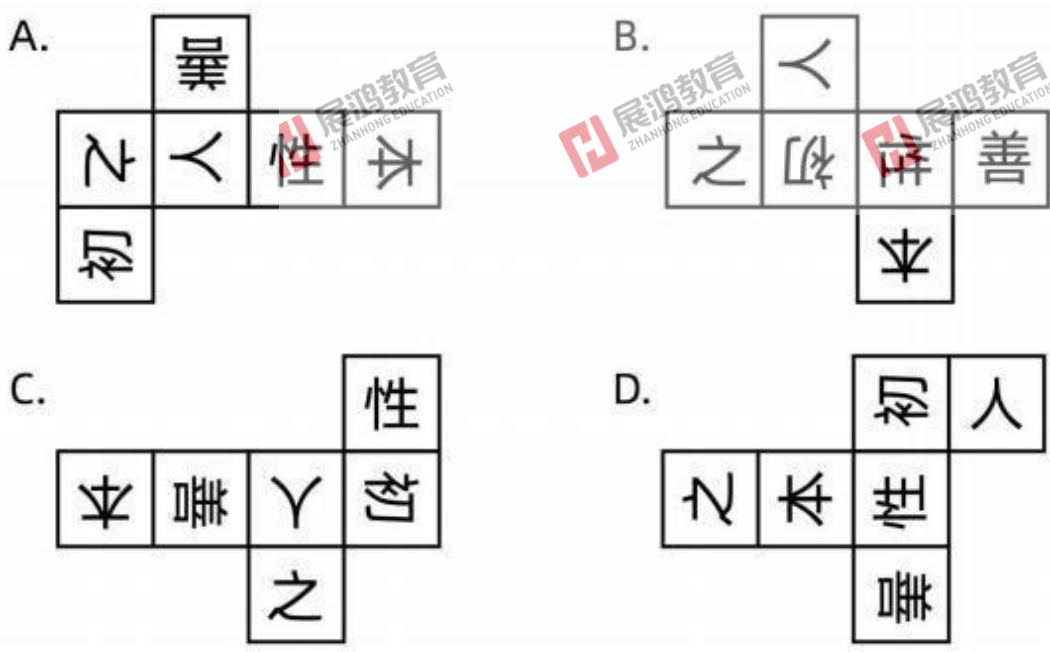 A.
善
之 人 性 本
初
B.
人
之 初 性 善
本
C.
性
本 善 人 初
之
D.
初 人
之 本 性
善
展鸿教育
ZHANHONG EDUCATION
展鸿教育
ZHANHONG EDUCATION
展鸿教育
ZHANHONG EDUCATION